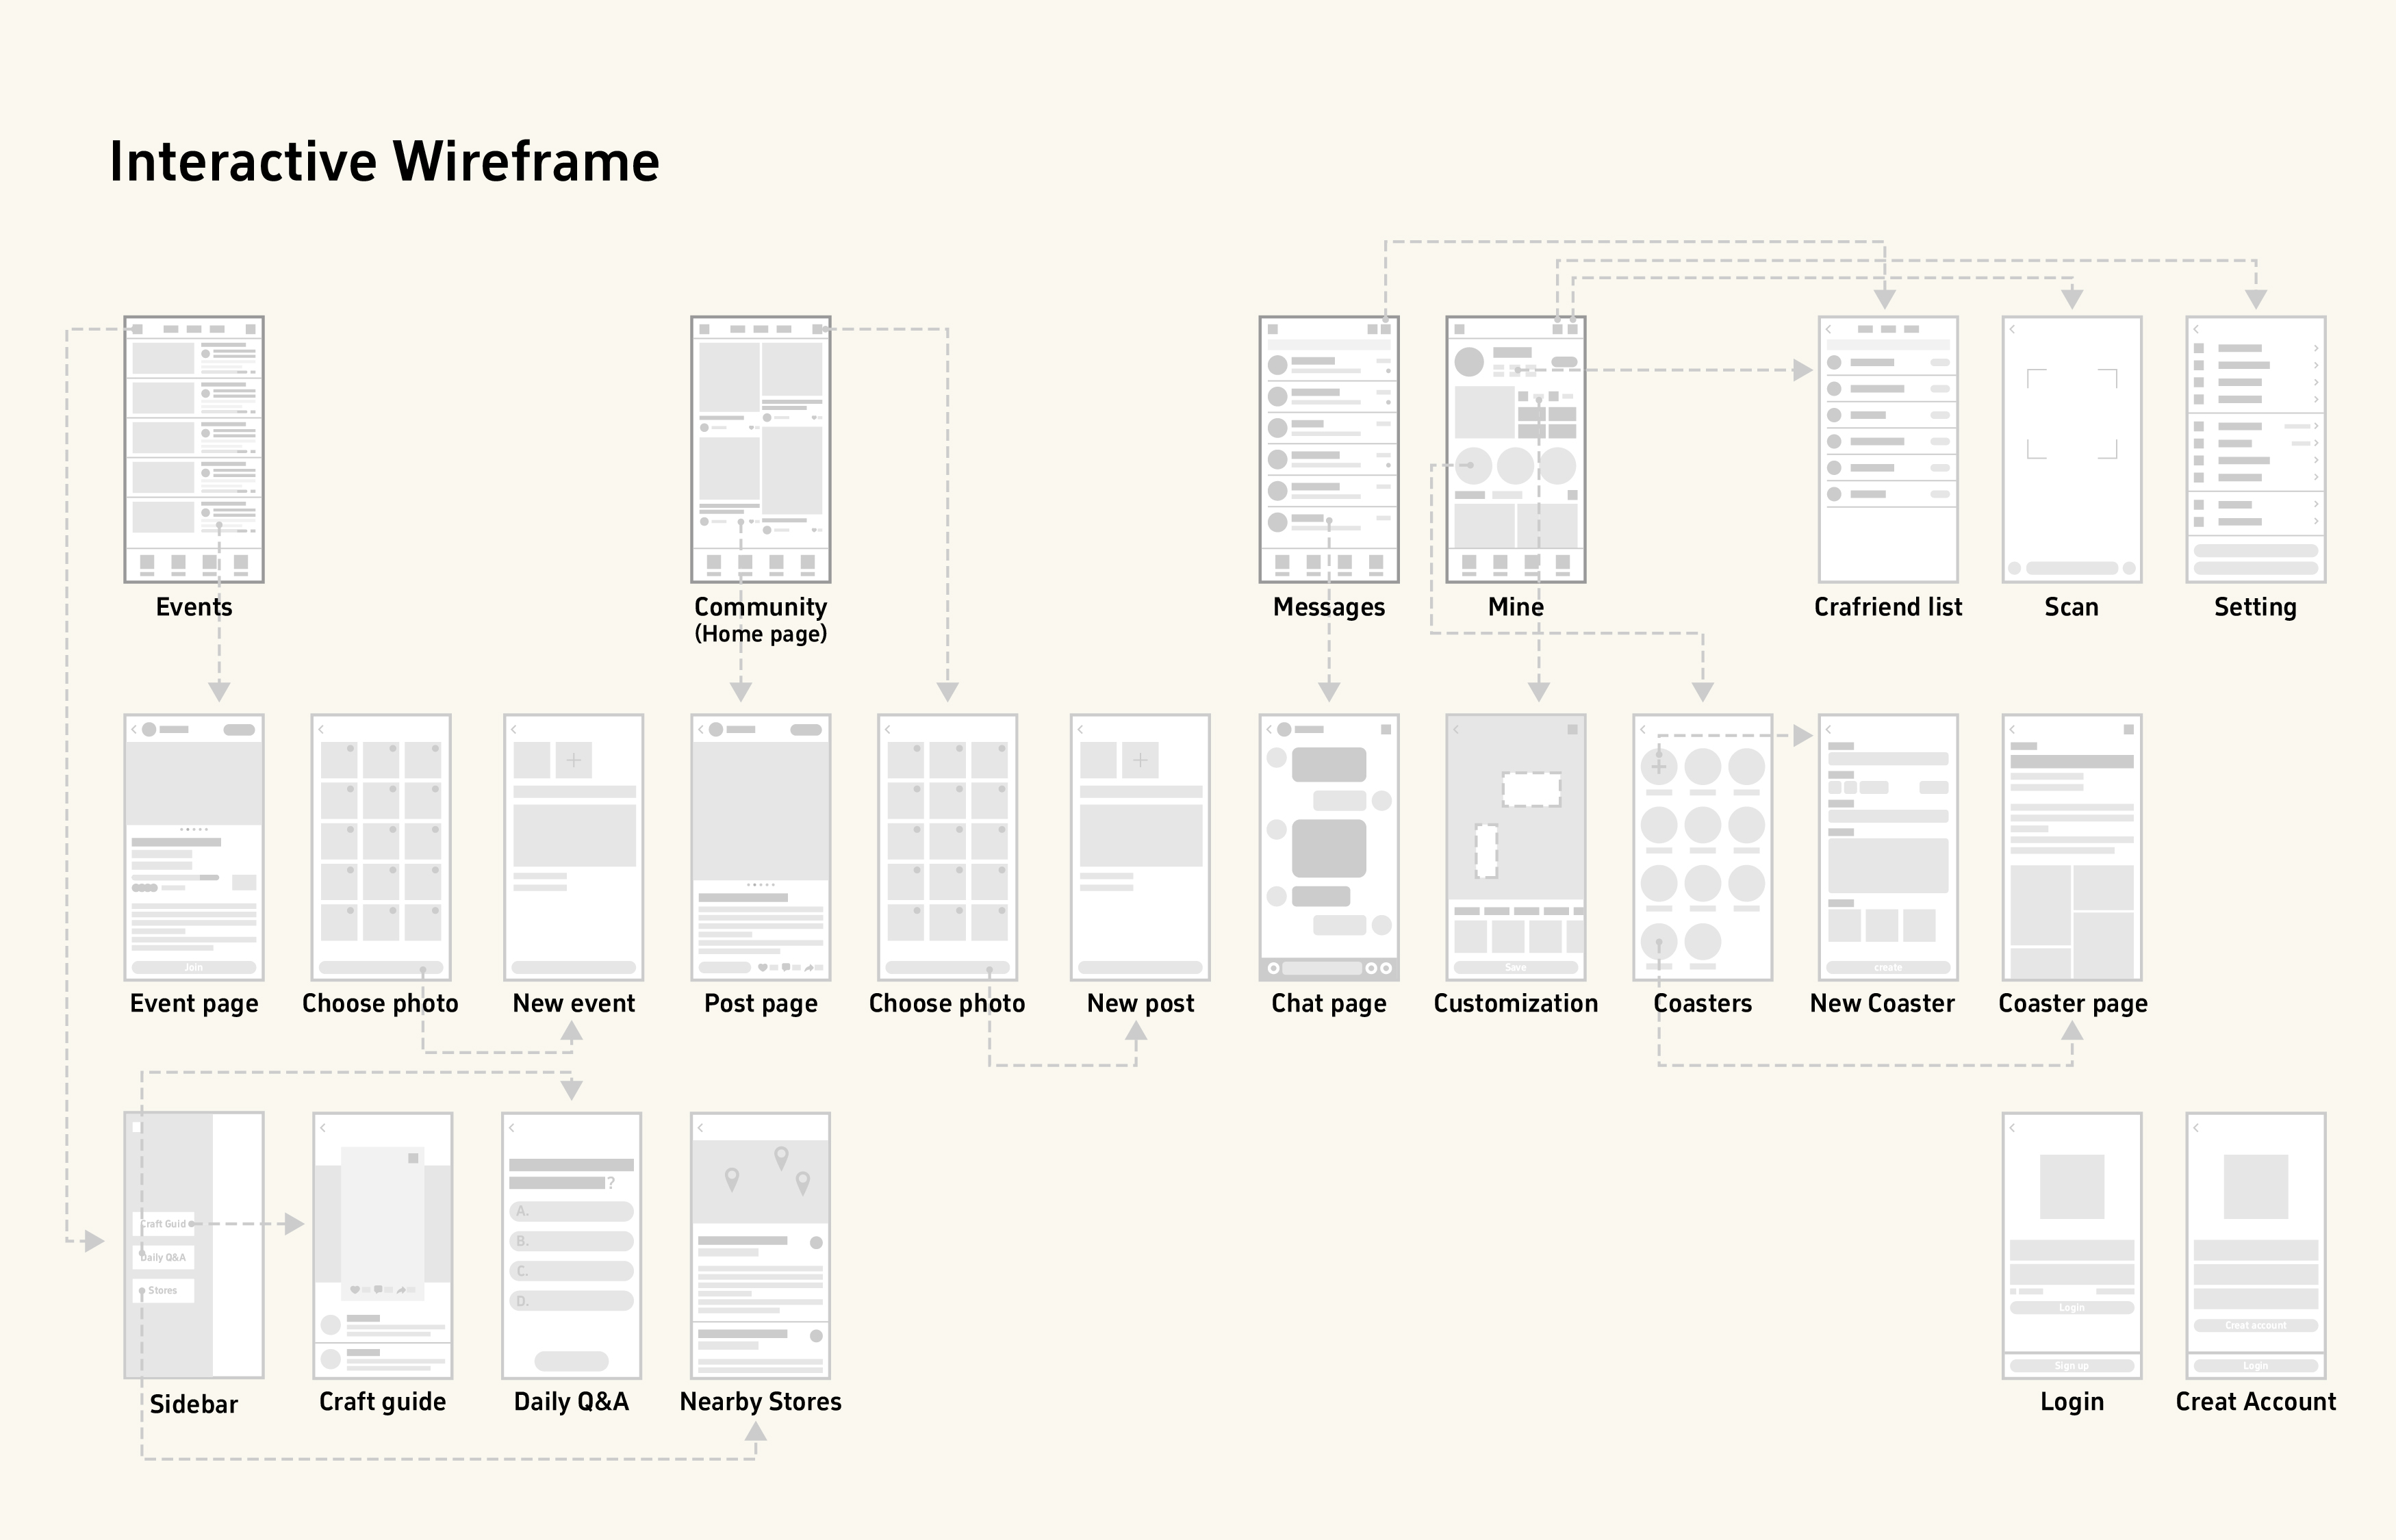 Interactive Wireframe
Events
Community
(Home page)
Messages
Mine
Crafriend list
Scan
Setting
Join
Save
create
Event page
Choose photo
New event
Post page
Choose photo
New post
Chat page
Customization
Coasters
New Coaster
Coaster page
Craft Guid
Daily Q&A
Stores
?
A.
B.
C.
D.
Login
Sign up
Creat account
Login
Sidebar
Craft guide
Daily Q&A
Nearby Stores
Login
Creat Account